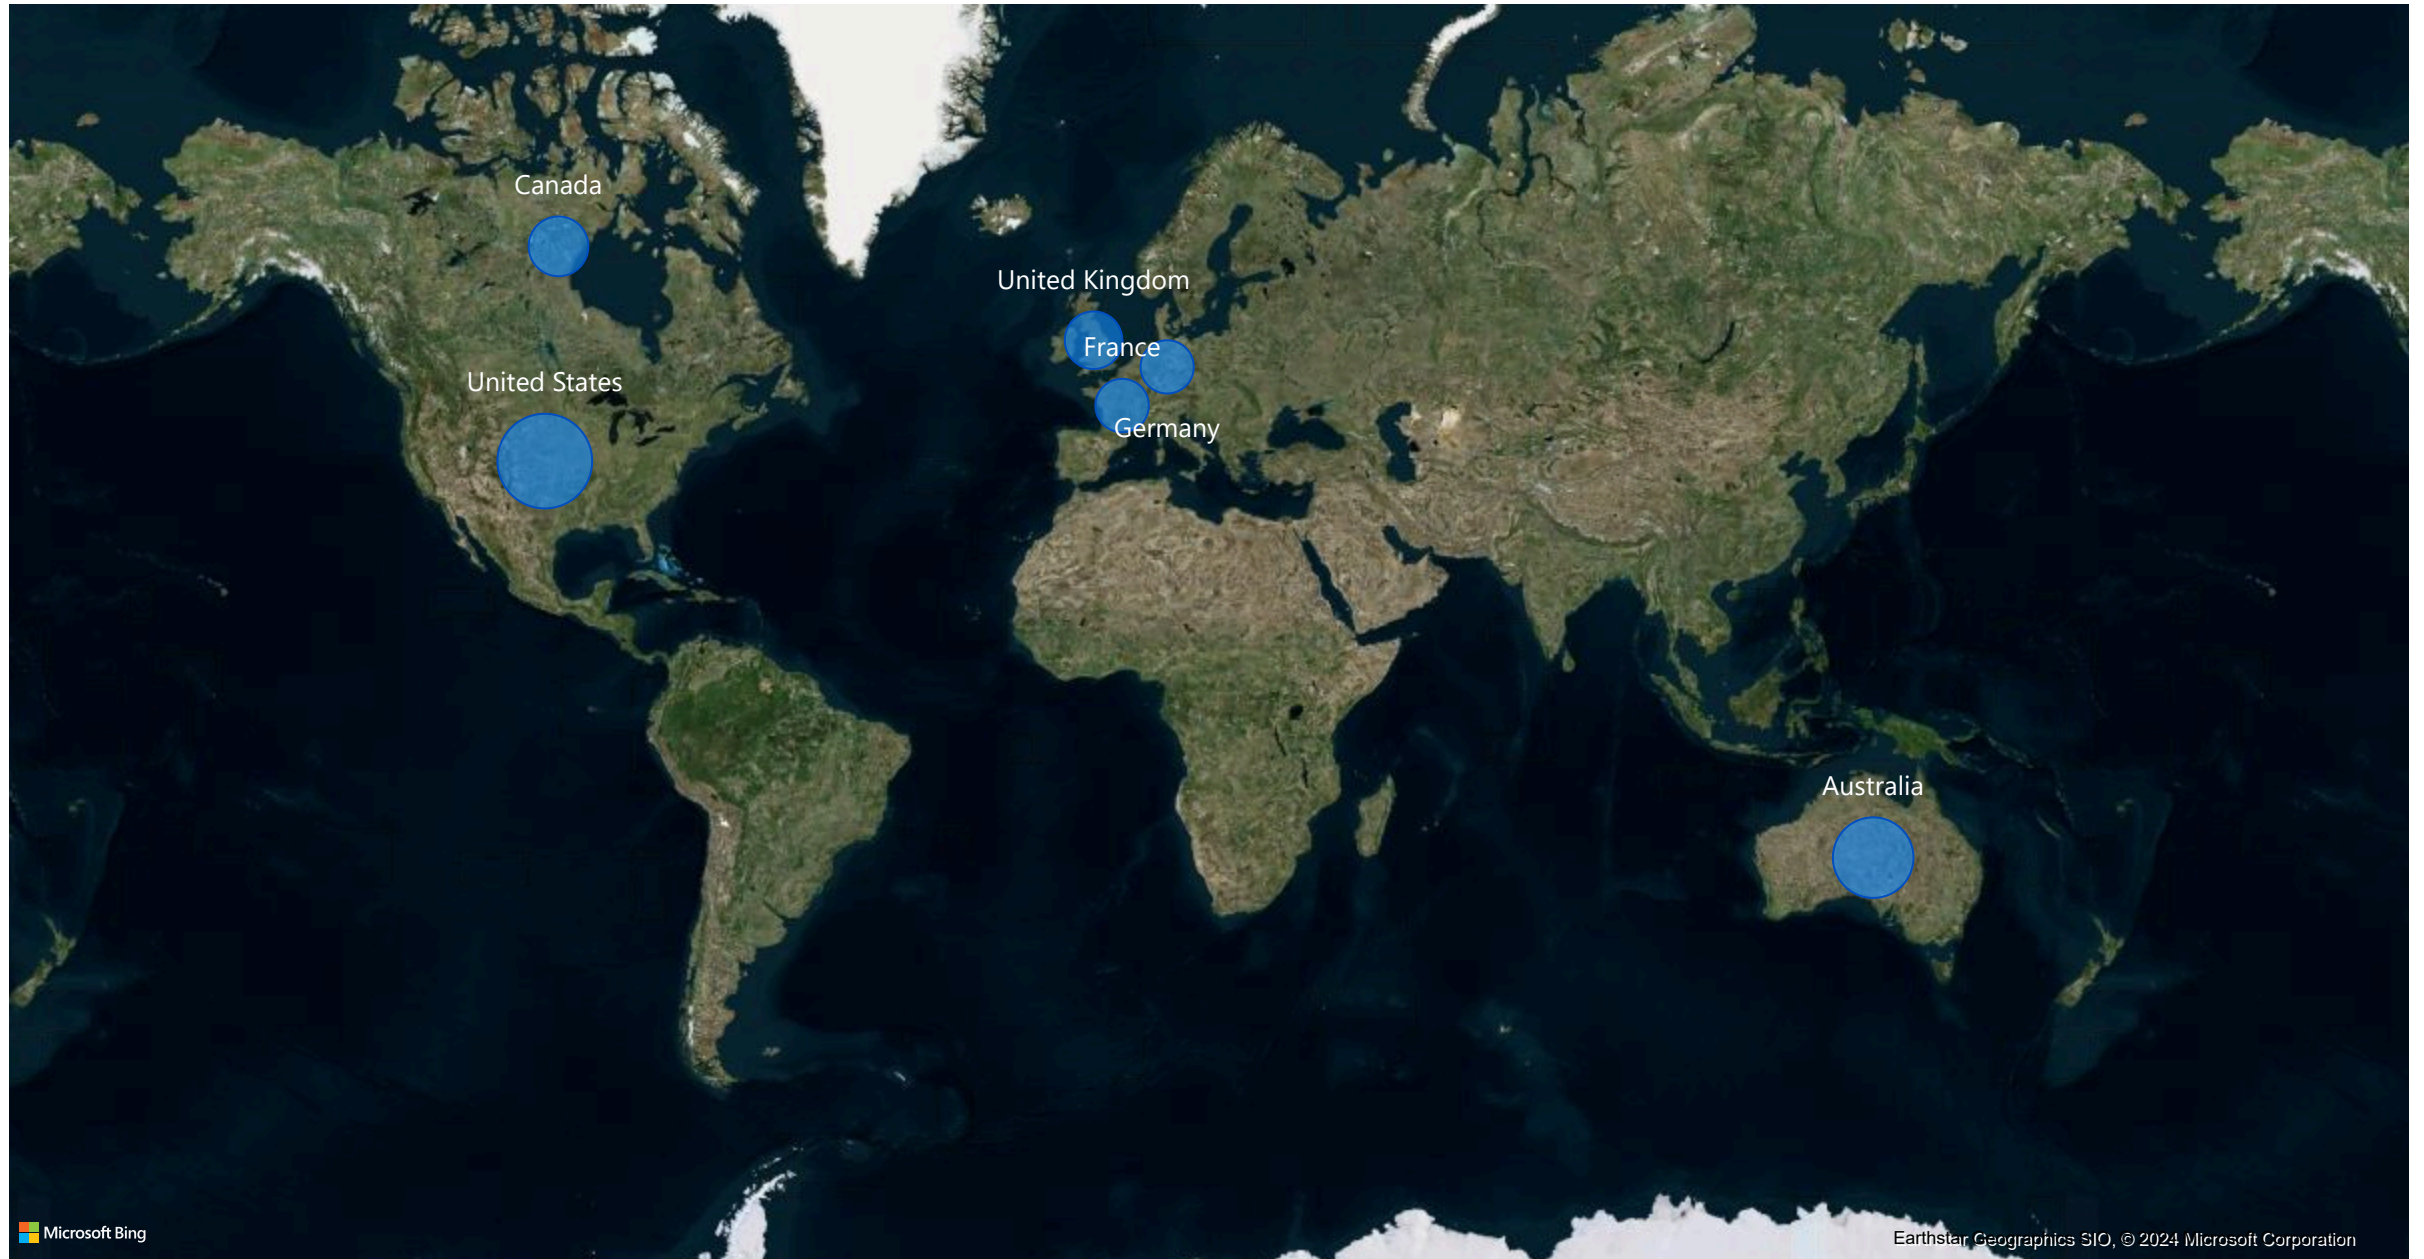 Canada
United Kingdom
France
United States
Germany
Australia
Microsoft Bing
Earthstar Geographics SIO, © 2024 Microsoft Corporation